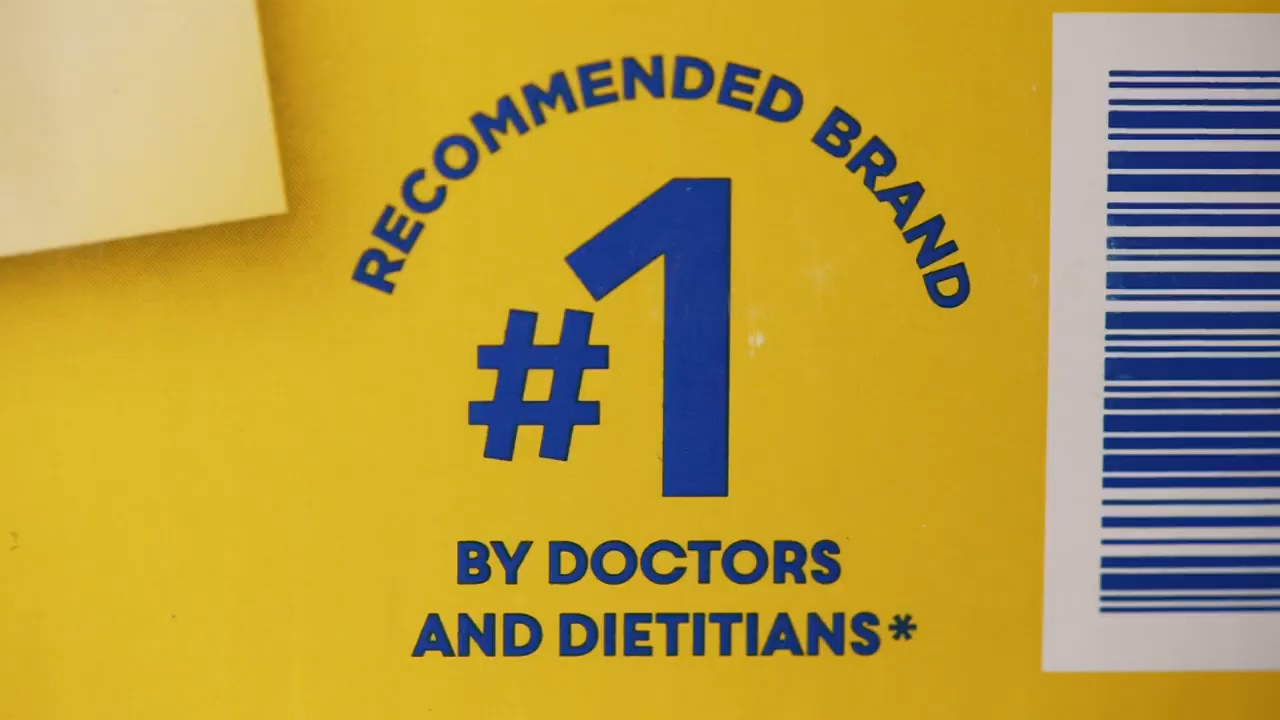 RECOMMENDED BRAND
#1
BY DOCTORS
AND DIETITIANS*